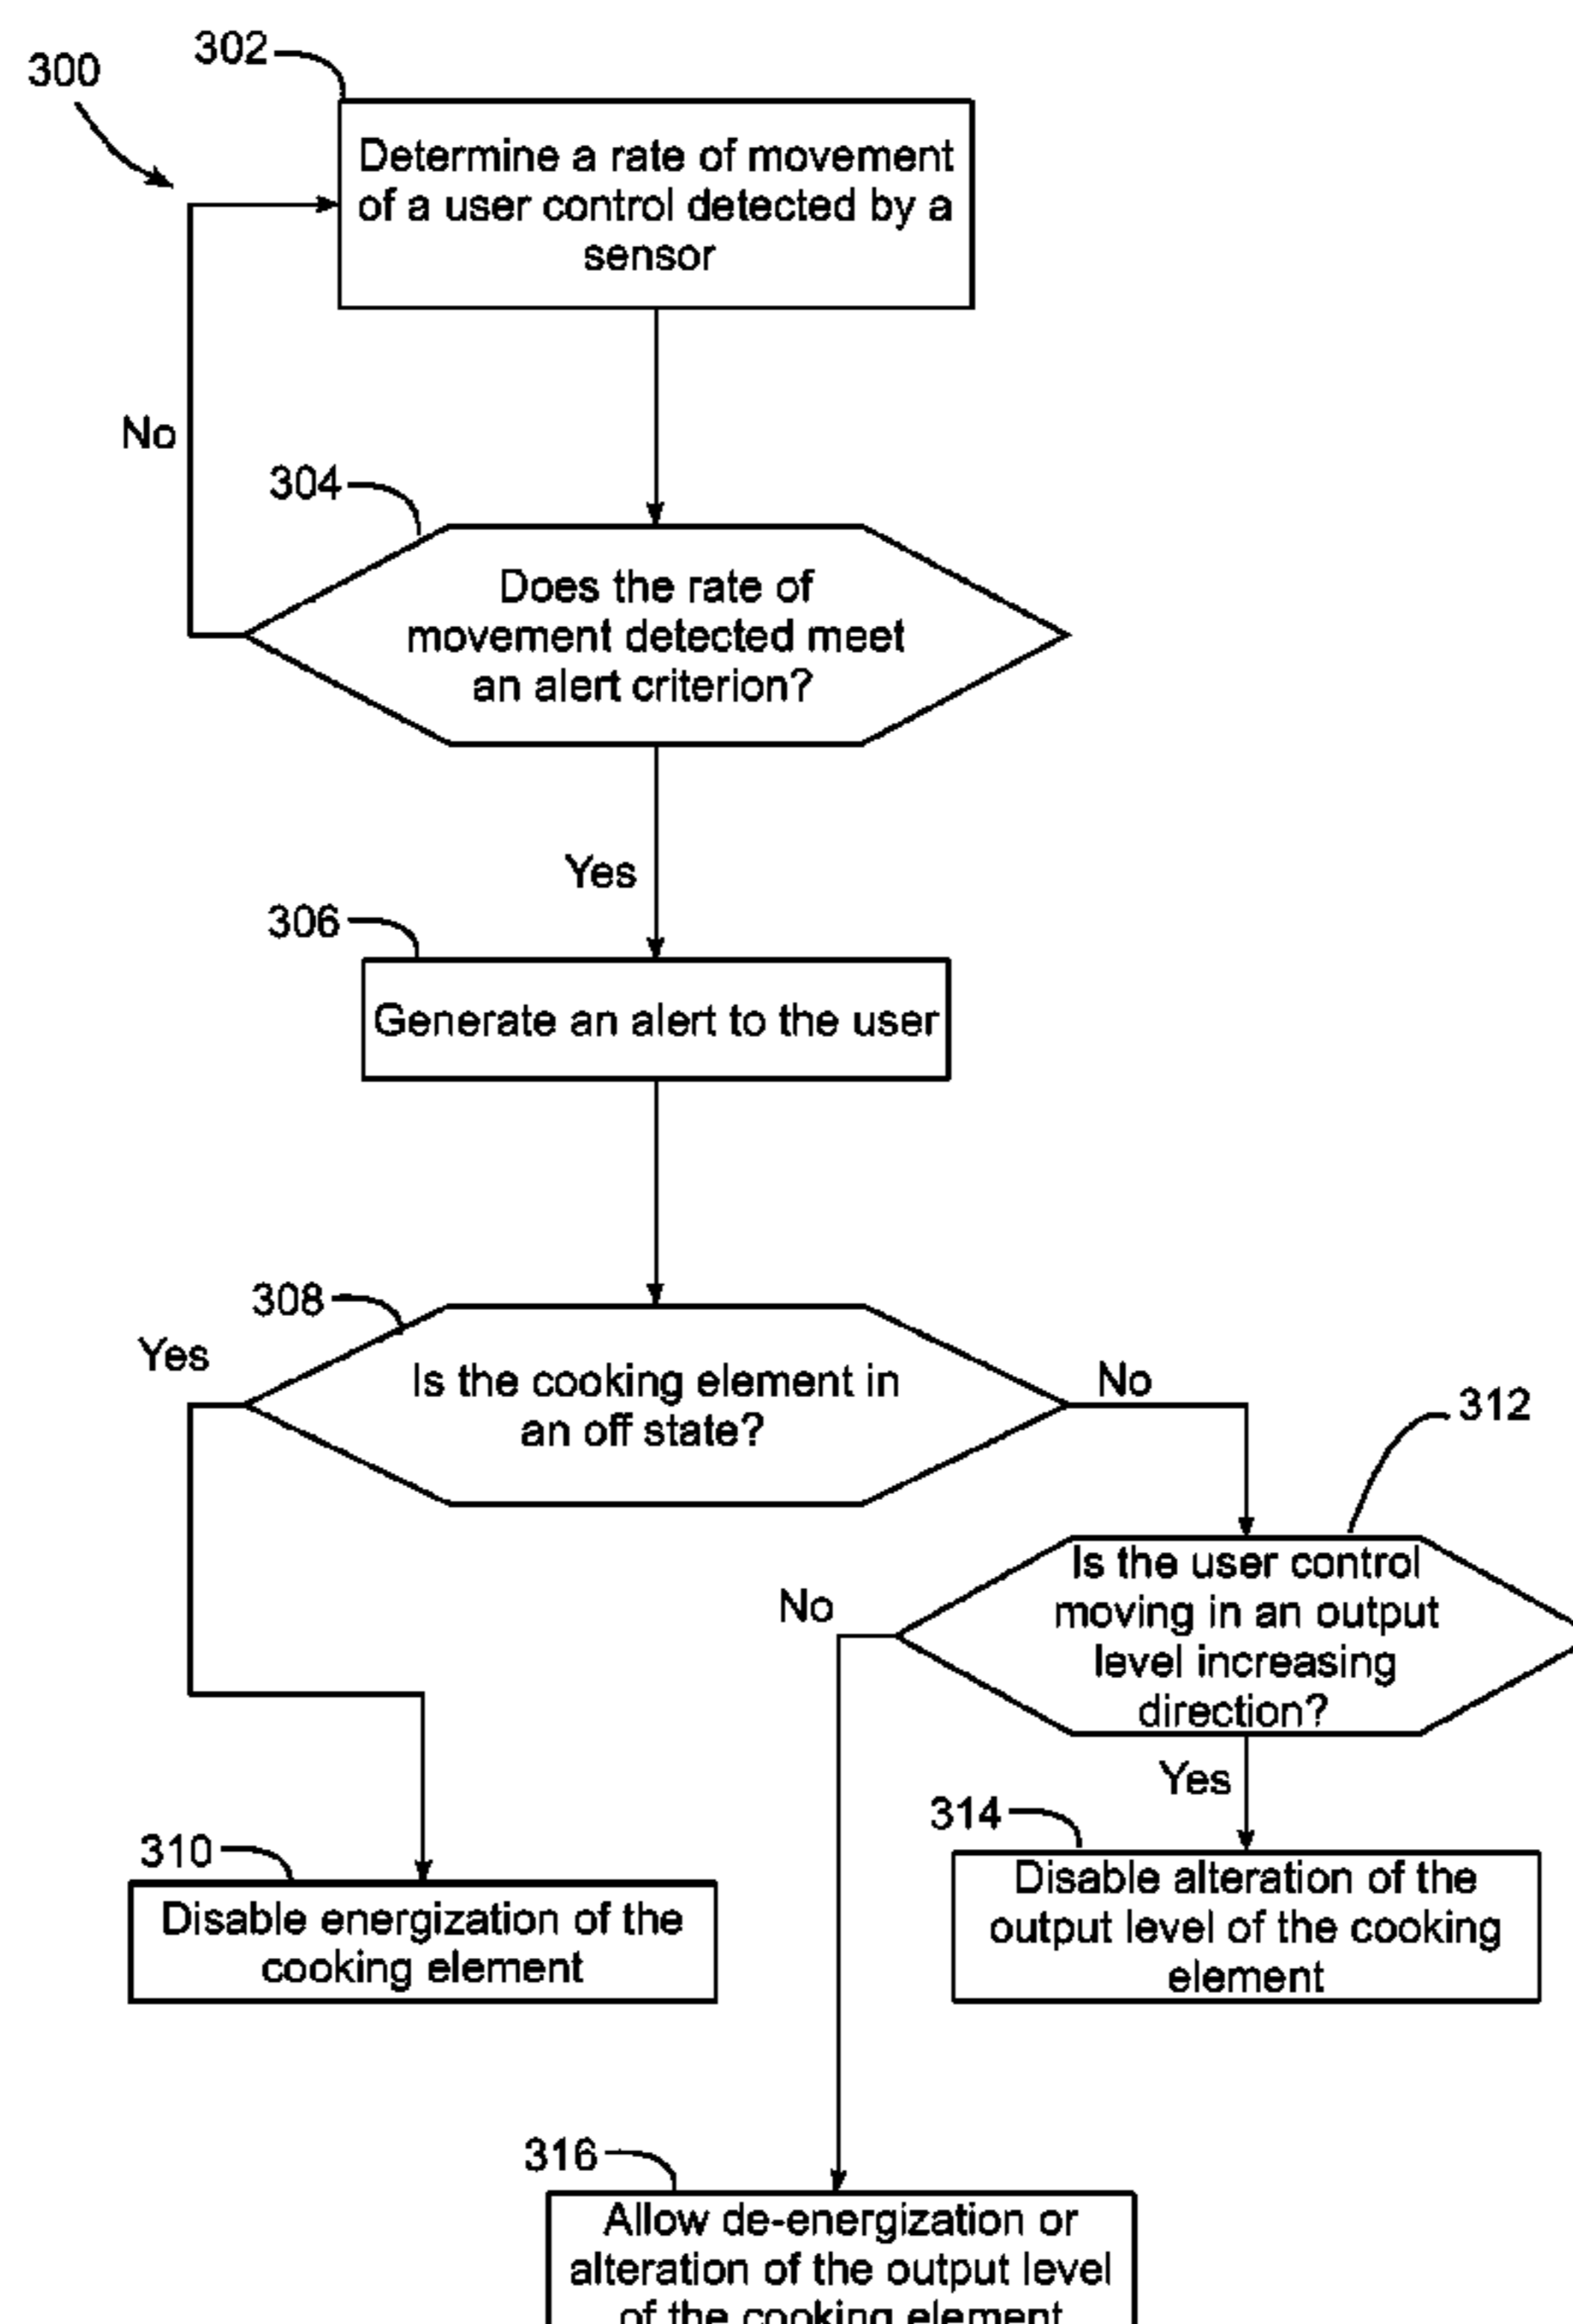 302
300
Determine a rate of movement
of a user control detected by a
sensor
No
304
Does the rate of
movement detected meet
an alert criterion?
Yes
306
Generate an alert to the user
308
Yes
Is the cooking element in
an off state?
No
312
Is the user control
moving in an output
level increasing
direction?
No
Yes
314
310
Disable energization of the
cooking element
Disable alteration of the
output level of the cooking
element
316
Allow de-energization or
alteration of the output level
of the cooking element